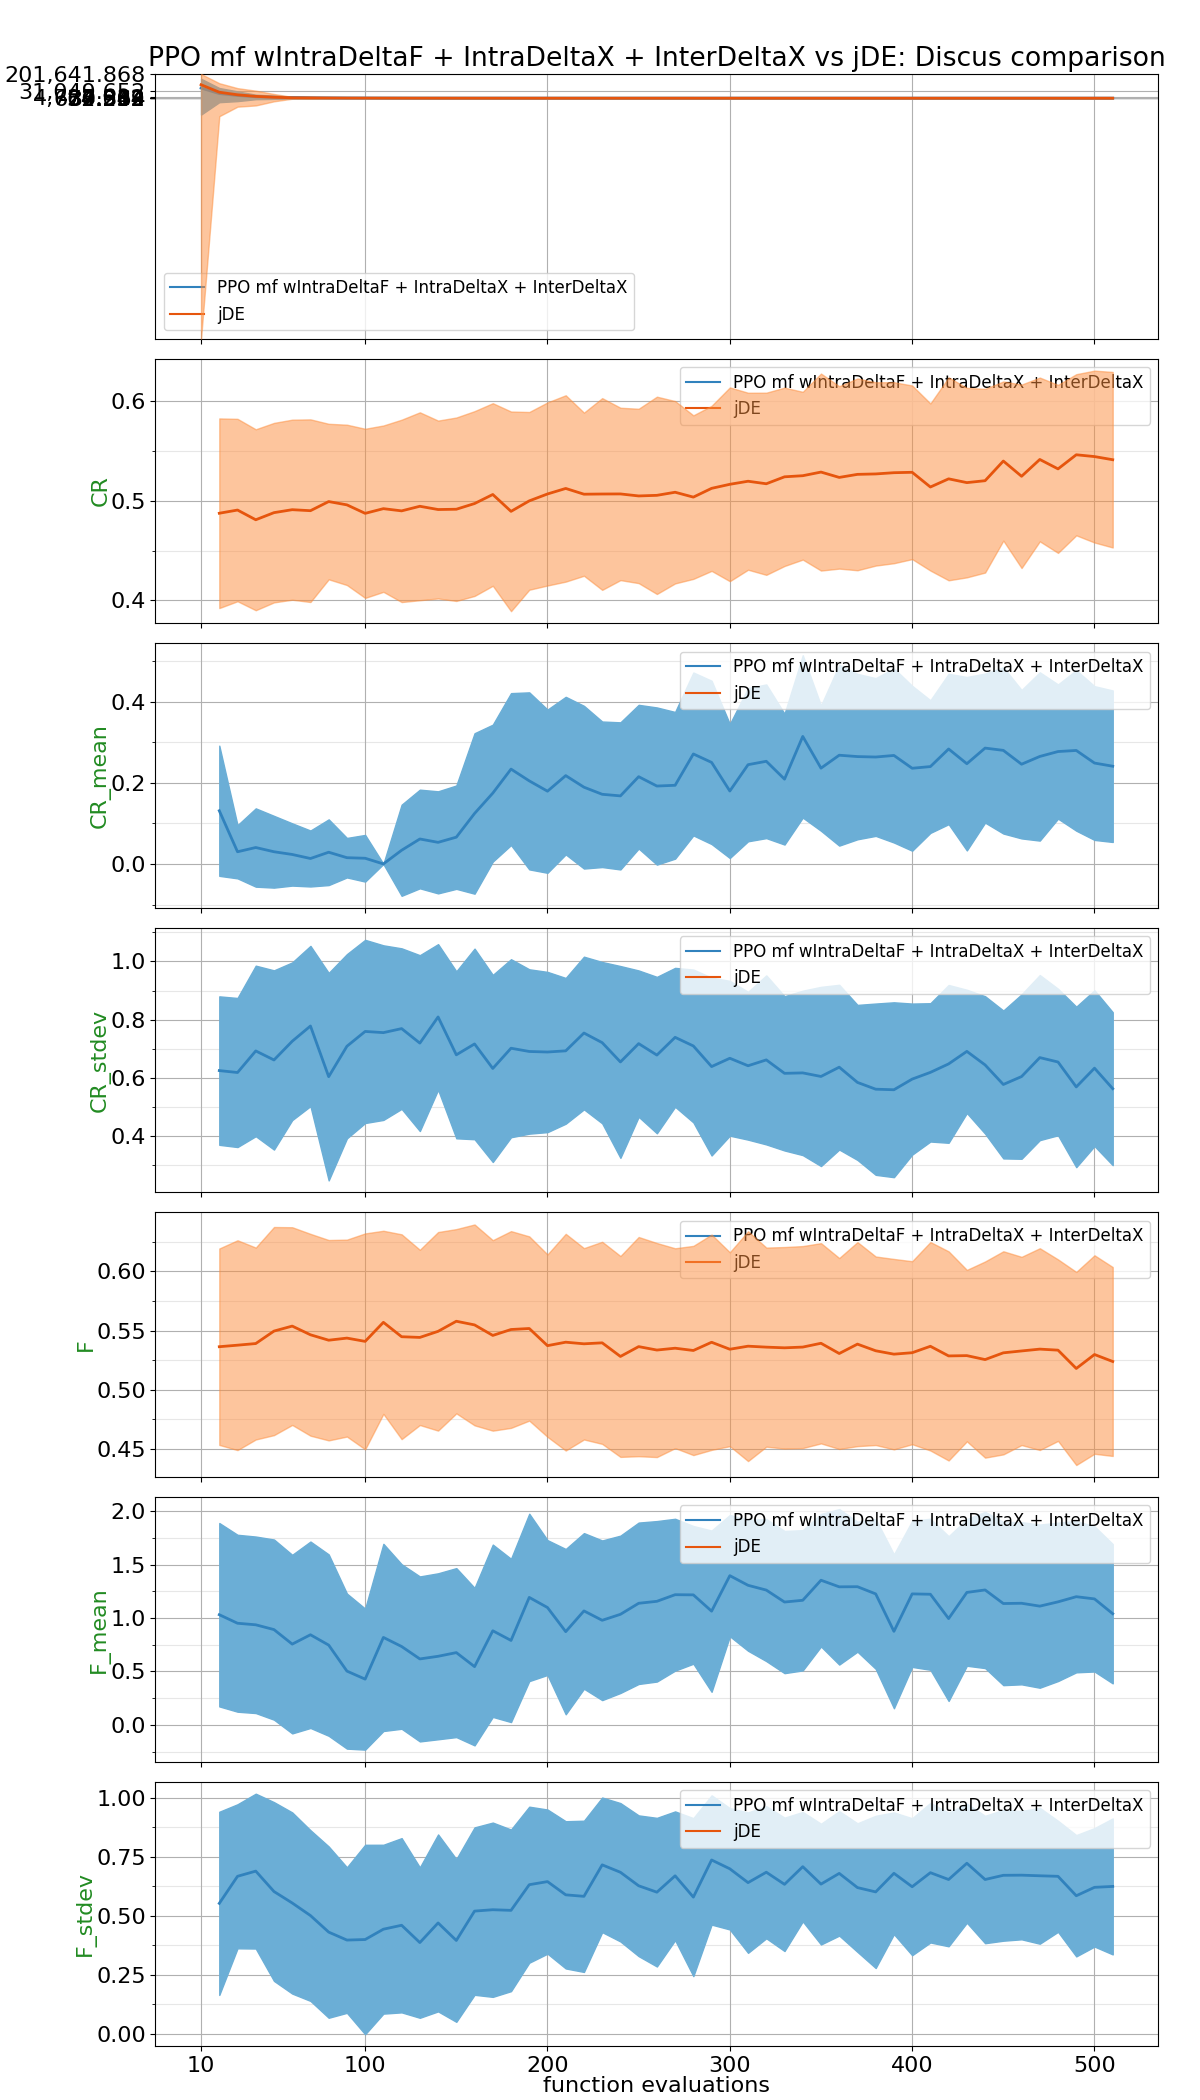 PPO mf wIntraDeltaF + IntraDeltaX + InterDeltaX vs jDE: Discus comparison
201,641.868
PPO mf wIntraDeltaF + IntraDeltaX + InterDeltaX
jDE
PPO mf wIntraDeltaF + IntraDeltaX + InterDeltaX
jDE
0.6
0.5
0.4
CR
PPO mf wIntraDeltaF + IntraDeltaX + InterDeltaX
jDE
0.4
0.2
0.0
CR_mean
PPO mf wIntraDeltaF + IntraDeltaX + InterDeltaX
jDE
1.0
0.8
0.6
0.4
CR_stdev
PPO mf wIntraDeltaF + IntraDeltaX + InterDeltaX
jDE
0.60
0.55
0.50
0.45
F
PPO mf wIntraDeltaF + IntraDeltaX + InterDeltaX
jDE
2.0
1.5
1.0
0.5
0.0
F_mean
PPO mf wIntraDeltaF + IntraDeltaX + InterDeltaX
jDE
1.00
0.75
0.50
0.25
0.00
F_stdev
10 100 200 300 400 500
function evaluations